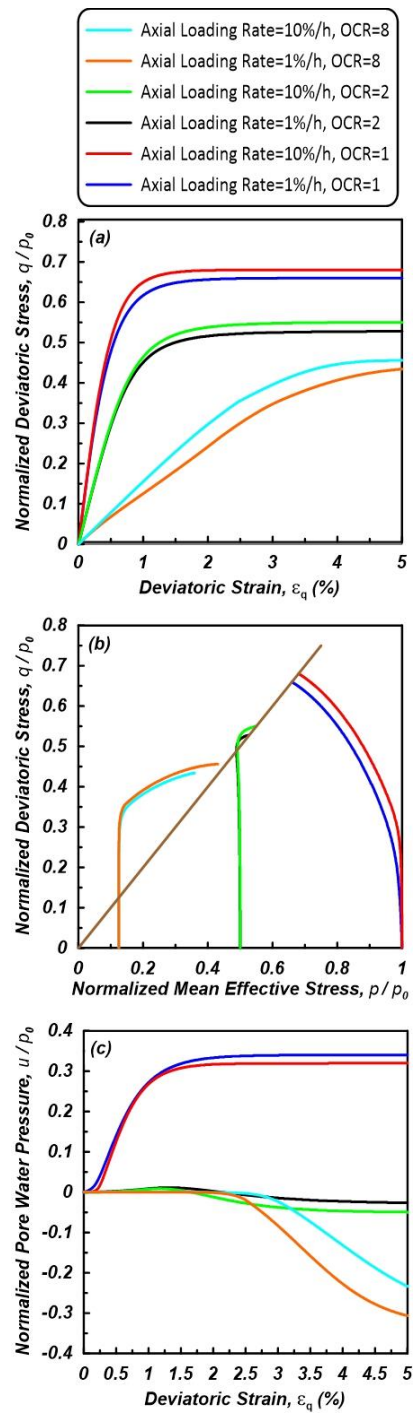 Axial Loading Rate=10%/h, OCR=8
Axial Loading Rate=1%/h, OCR=8
Axial Loading Rate=10%/h, OCR=2
Axial Loading Rate=1%/h, OCR=2
Axial Loading Rate=10%/h, OCR=1
Axial Loading Rate=1%/h, OCR=1
(a)
Normalized Deviatoric Stress, q/p₀
0.8
0.7
0.6
0.5
0.4
0.3
0.2
0.1
0
0 1 2 3 4 5
Deviatoric Strain, εq (%)
(b)
Normalized Deviatoric Stress, q/p₀
0.8
0.7
0.6
0.5
0.4
0.3
0.2
0.1
0
0 0.2 0.4 0.6 0.8 1
Normalized Mean Effective Stress, p/p₀
(c)
Normalized Pore Water Pressure, u/p₀
0.4
0.3
0.2
0.1
0
-0.1
-0.2
-0.3
-0.4
0 0.5 1 1.5 2 2.5 3 3.5 4 4.5 5
Deviatoric Strain, εq (%)